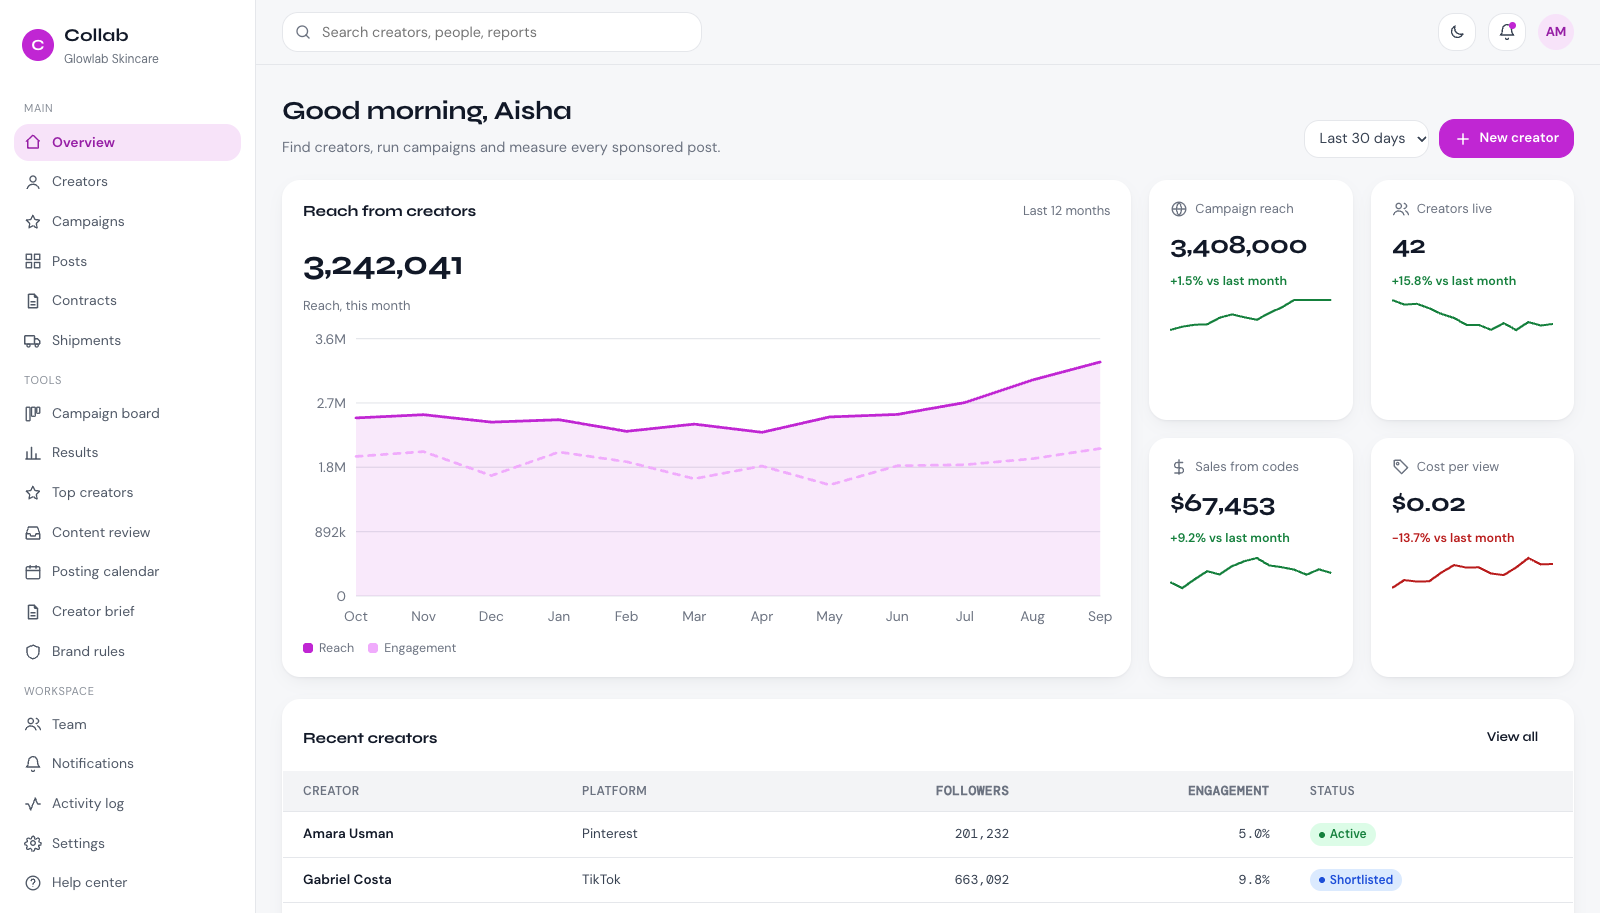 C
Collab
Glowlab Skincare
MAIN
Overview
Creators
Campaigns
Posts
Contracts
Shipments
TOOLS
Campaign board
Results
Top creators
Content review
Posting calendar
Creator brief
Brand rules
WORKSPACE
Team
Notifications
Activity log
Settings
Help center
Search creators, people, reports
AM
Good morning, Aisha
Find creators, run campaigns and measure every sponsored post.
Last 30 days
New creator
Reach from creators
Last 12 months
3,242,041
Reach, this month
3.6M
2.7M
1.8M
892k
0
Oct Nov Dec Jan Feb Mar Apr May Jun Jul Aug Sep
Reach Engagement
Campaign reach
3,408,000
+1.5% vs last month
Creators live
42
+15.8% vs last month
Sales from codes
$67,453
+9.2% vs last month
Cost per view
$0.02
-13.7% vs last month
Recent creators
View all
CREATOR PLATFORM FOLLOWERS ENGAGEMENT STATUS
Amara Usman Pinterest 201,232 5.0% Active
Gabriel Costa TikTok 663,092 9.8% Shortlisted